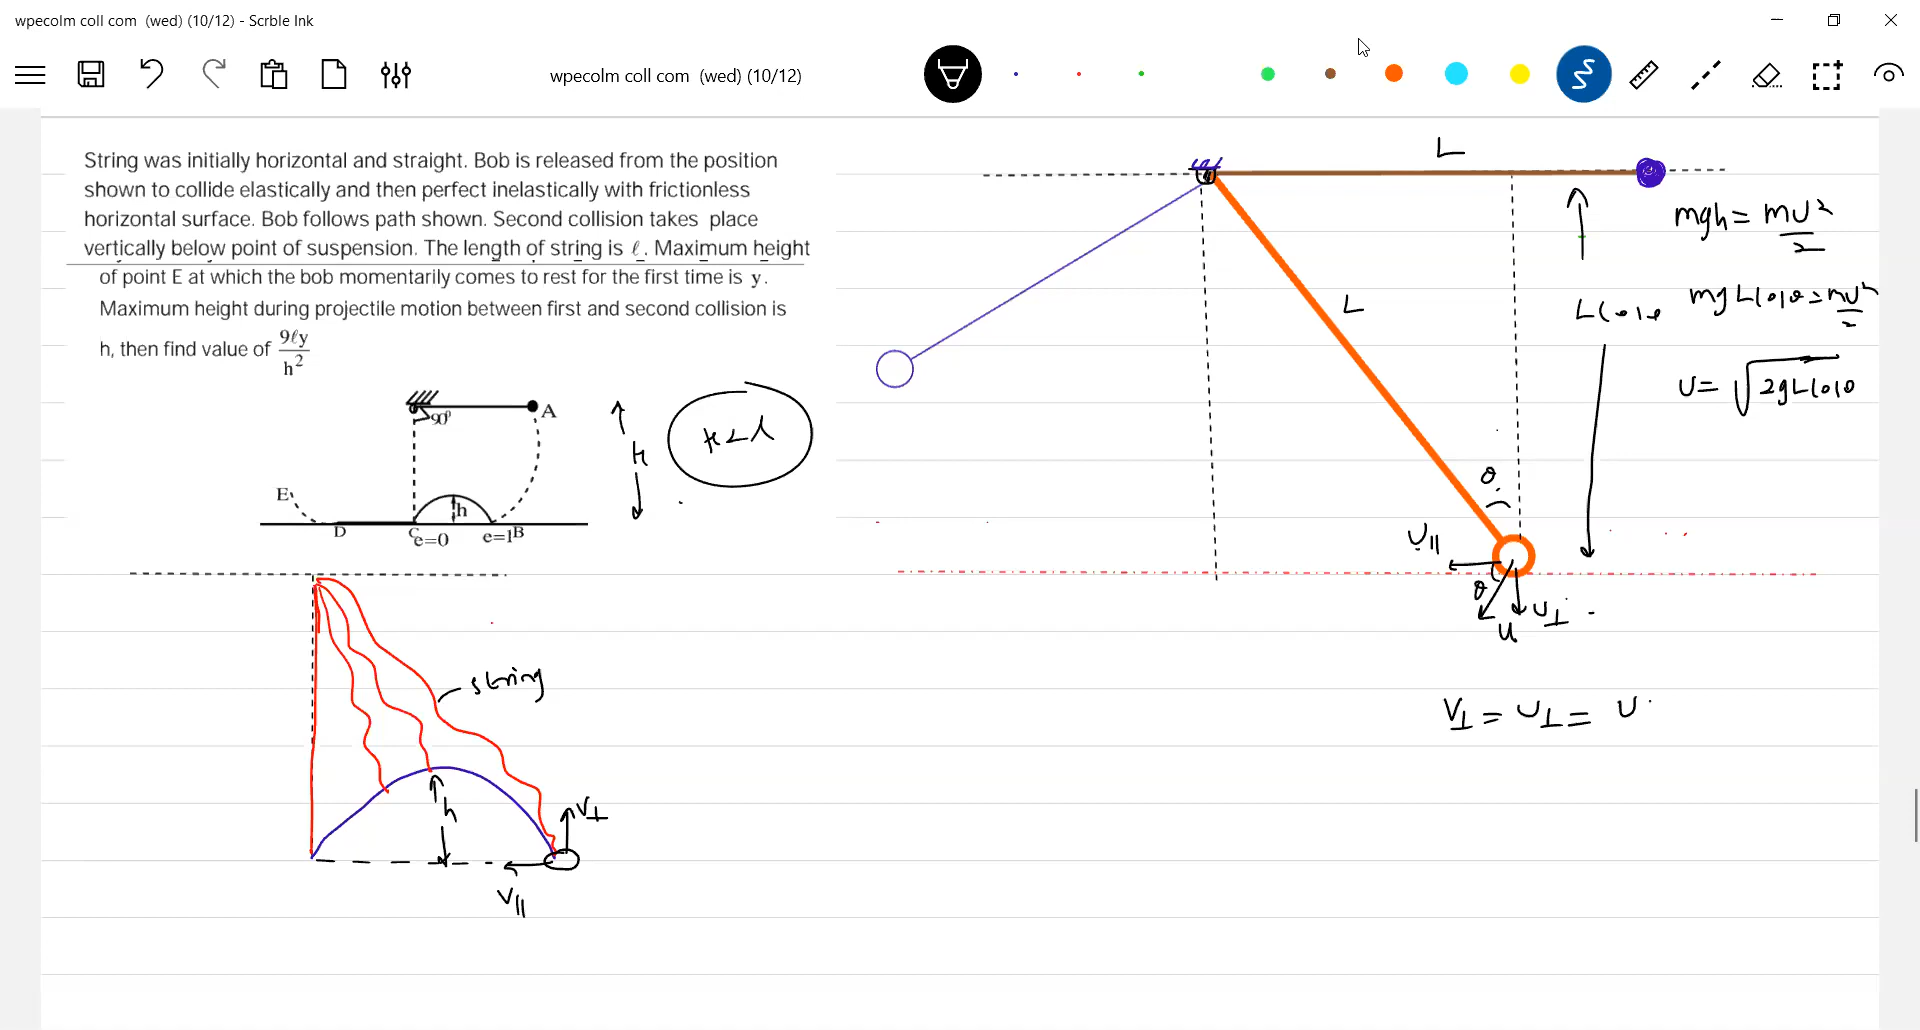 wpecolm coll com (wed) (10/12) - Scrble Ink
wpecolm coll com (wed) (10/12)
String was initially horizontal and straight. Bob is released from the position
shown to collide elastically and then perfect inelastically with frictionless
horizontal surface. Bob follows path shown. Second collision takes place
vertically below point of suspension. The length of string is ℓ. Maximum height
of point E at which the bob momentarily comes to rest for the first time is y.
Maximum height during projectile motion between first and second collision is
h, then find value of 9ℓy/h²
90°
A
E
h
D
C
e=0
e=1
B
H
H<l
string
h
V⊥
V||
L
L
θ
U||
θ
U⊥
u
L cosθ
mgh = mu²/2
mgLcosθ = mu²/2
U = √2gLcosθ
V⊥ = U⊥ = U